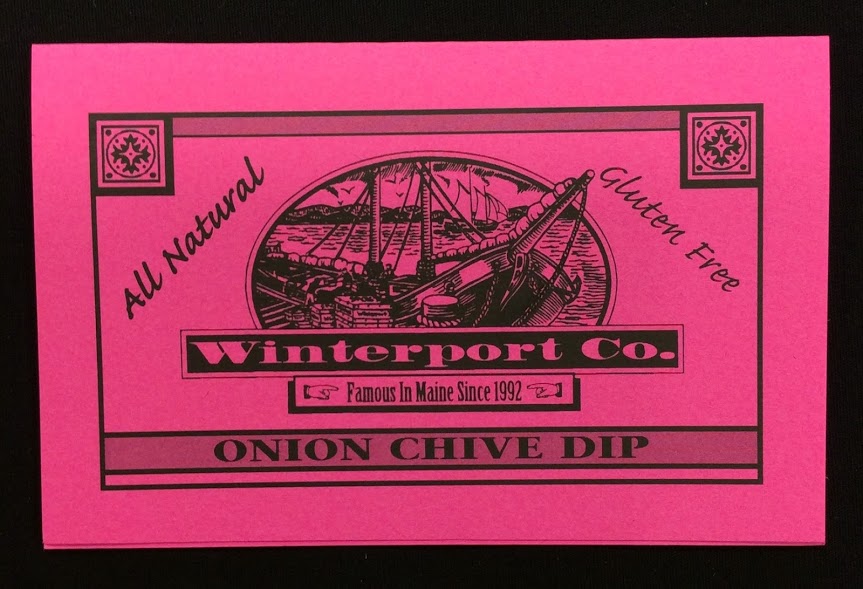 All Natural
Gluten Free
Winterport Co.
Famous In Maine Since 1992
ONION CHIVE DIP